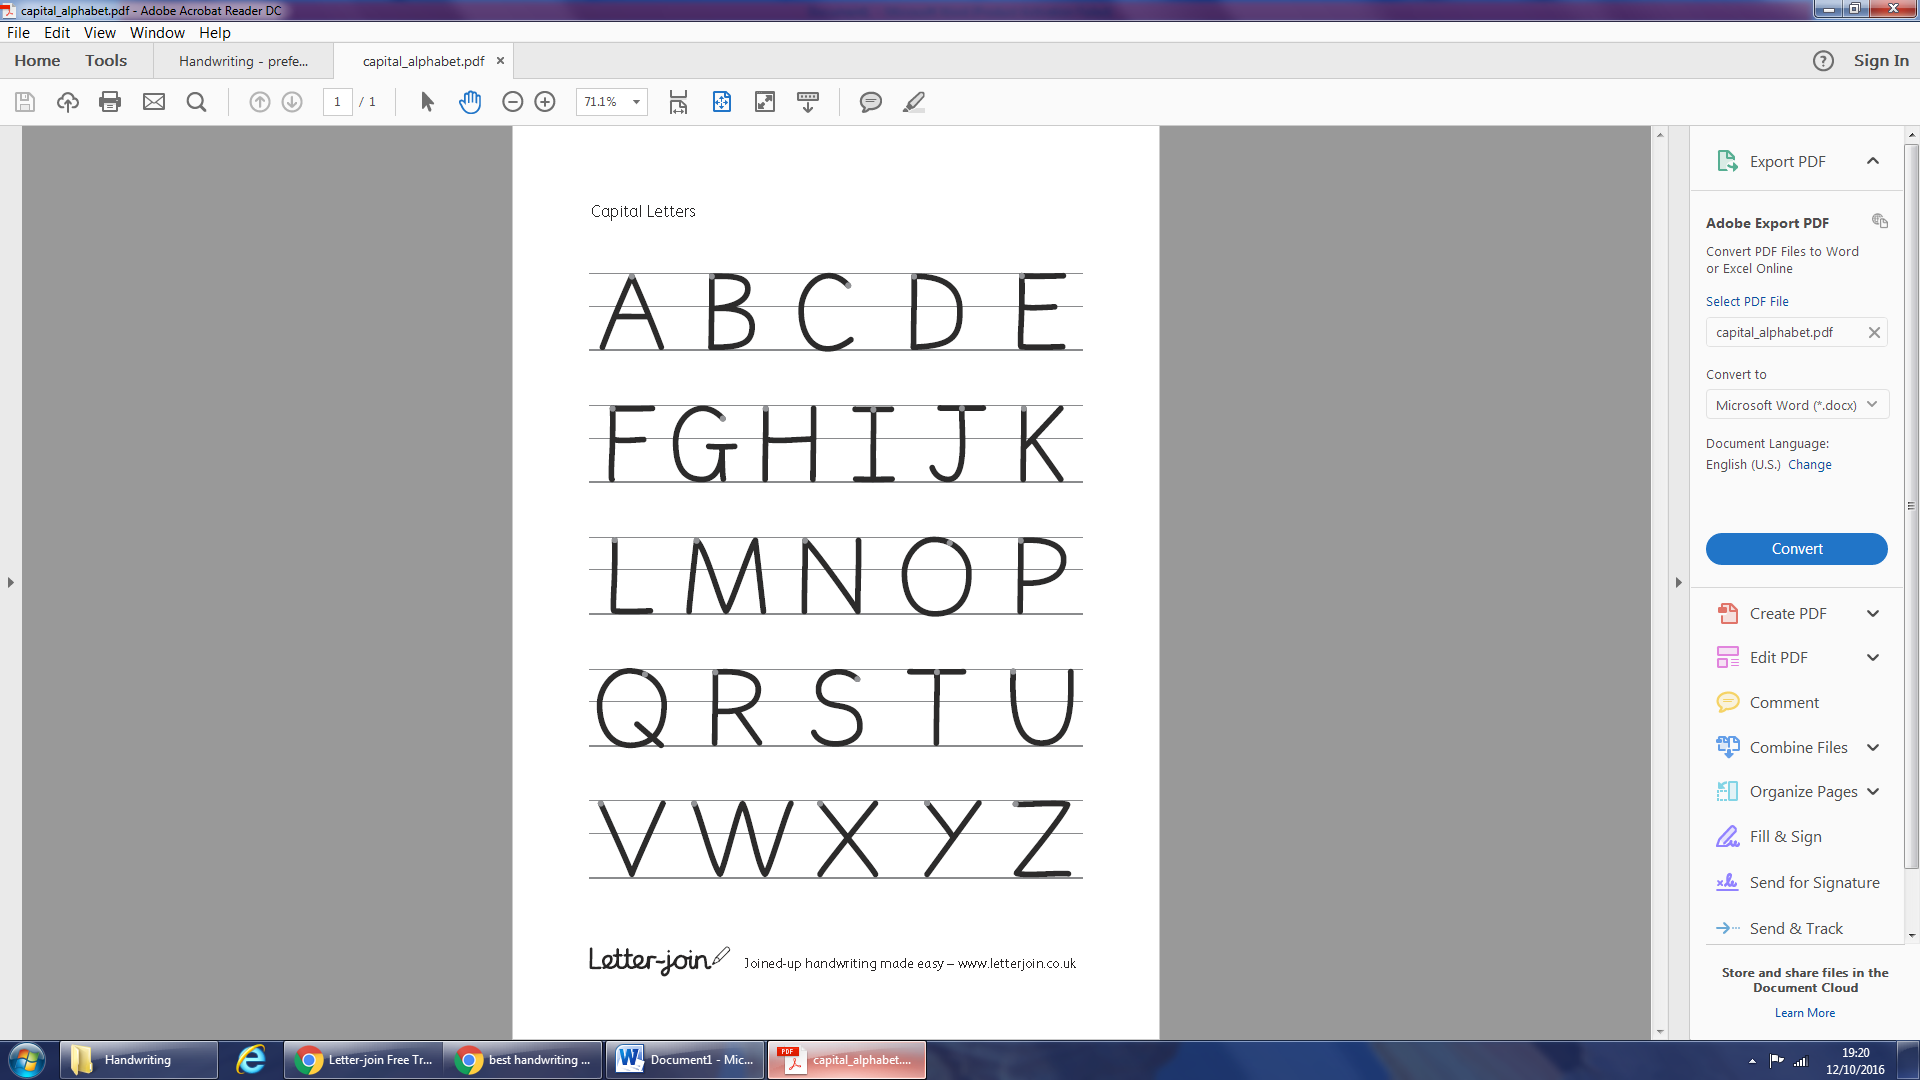 capital_alphabet.pdf - Adobe Acrobat Reader DC
File Edit View Window Help
Home Tools Handwriting - prefe... capital_alphabet.pdf × ? Sign In
1 / 1 71.1%
Export PDF
Adobe Export PDF
Convert PDF Files to Word
or Excel Online
Select PDF File
capital_alphabet.pdf
Convert to
Microsoft Word (*.docx)
Document Language:
English (U.S.) Change
Convert
Create PDF
Edit PDF
Comment
Combine Files
Organize Pages
Fill & Sign
Send for Signature
Send & Track
Store and share files in the
Document Cloud
Learn More
Capital Letters
A B C D E
F G H I J K
L M N O P
Q R S T U
V W X Y Z
Letter-join Joined-up handwriting made easy – www.letterjoin.co.uk
Handwriting Letter-join Free Tr... best handwriting ... Document1 - Mic... PDF capital_alphabet....
19:20
12/10/2016